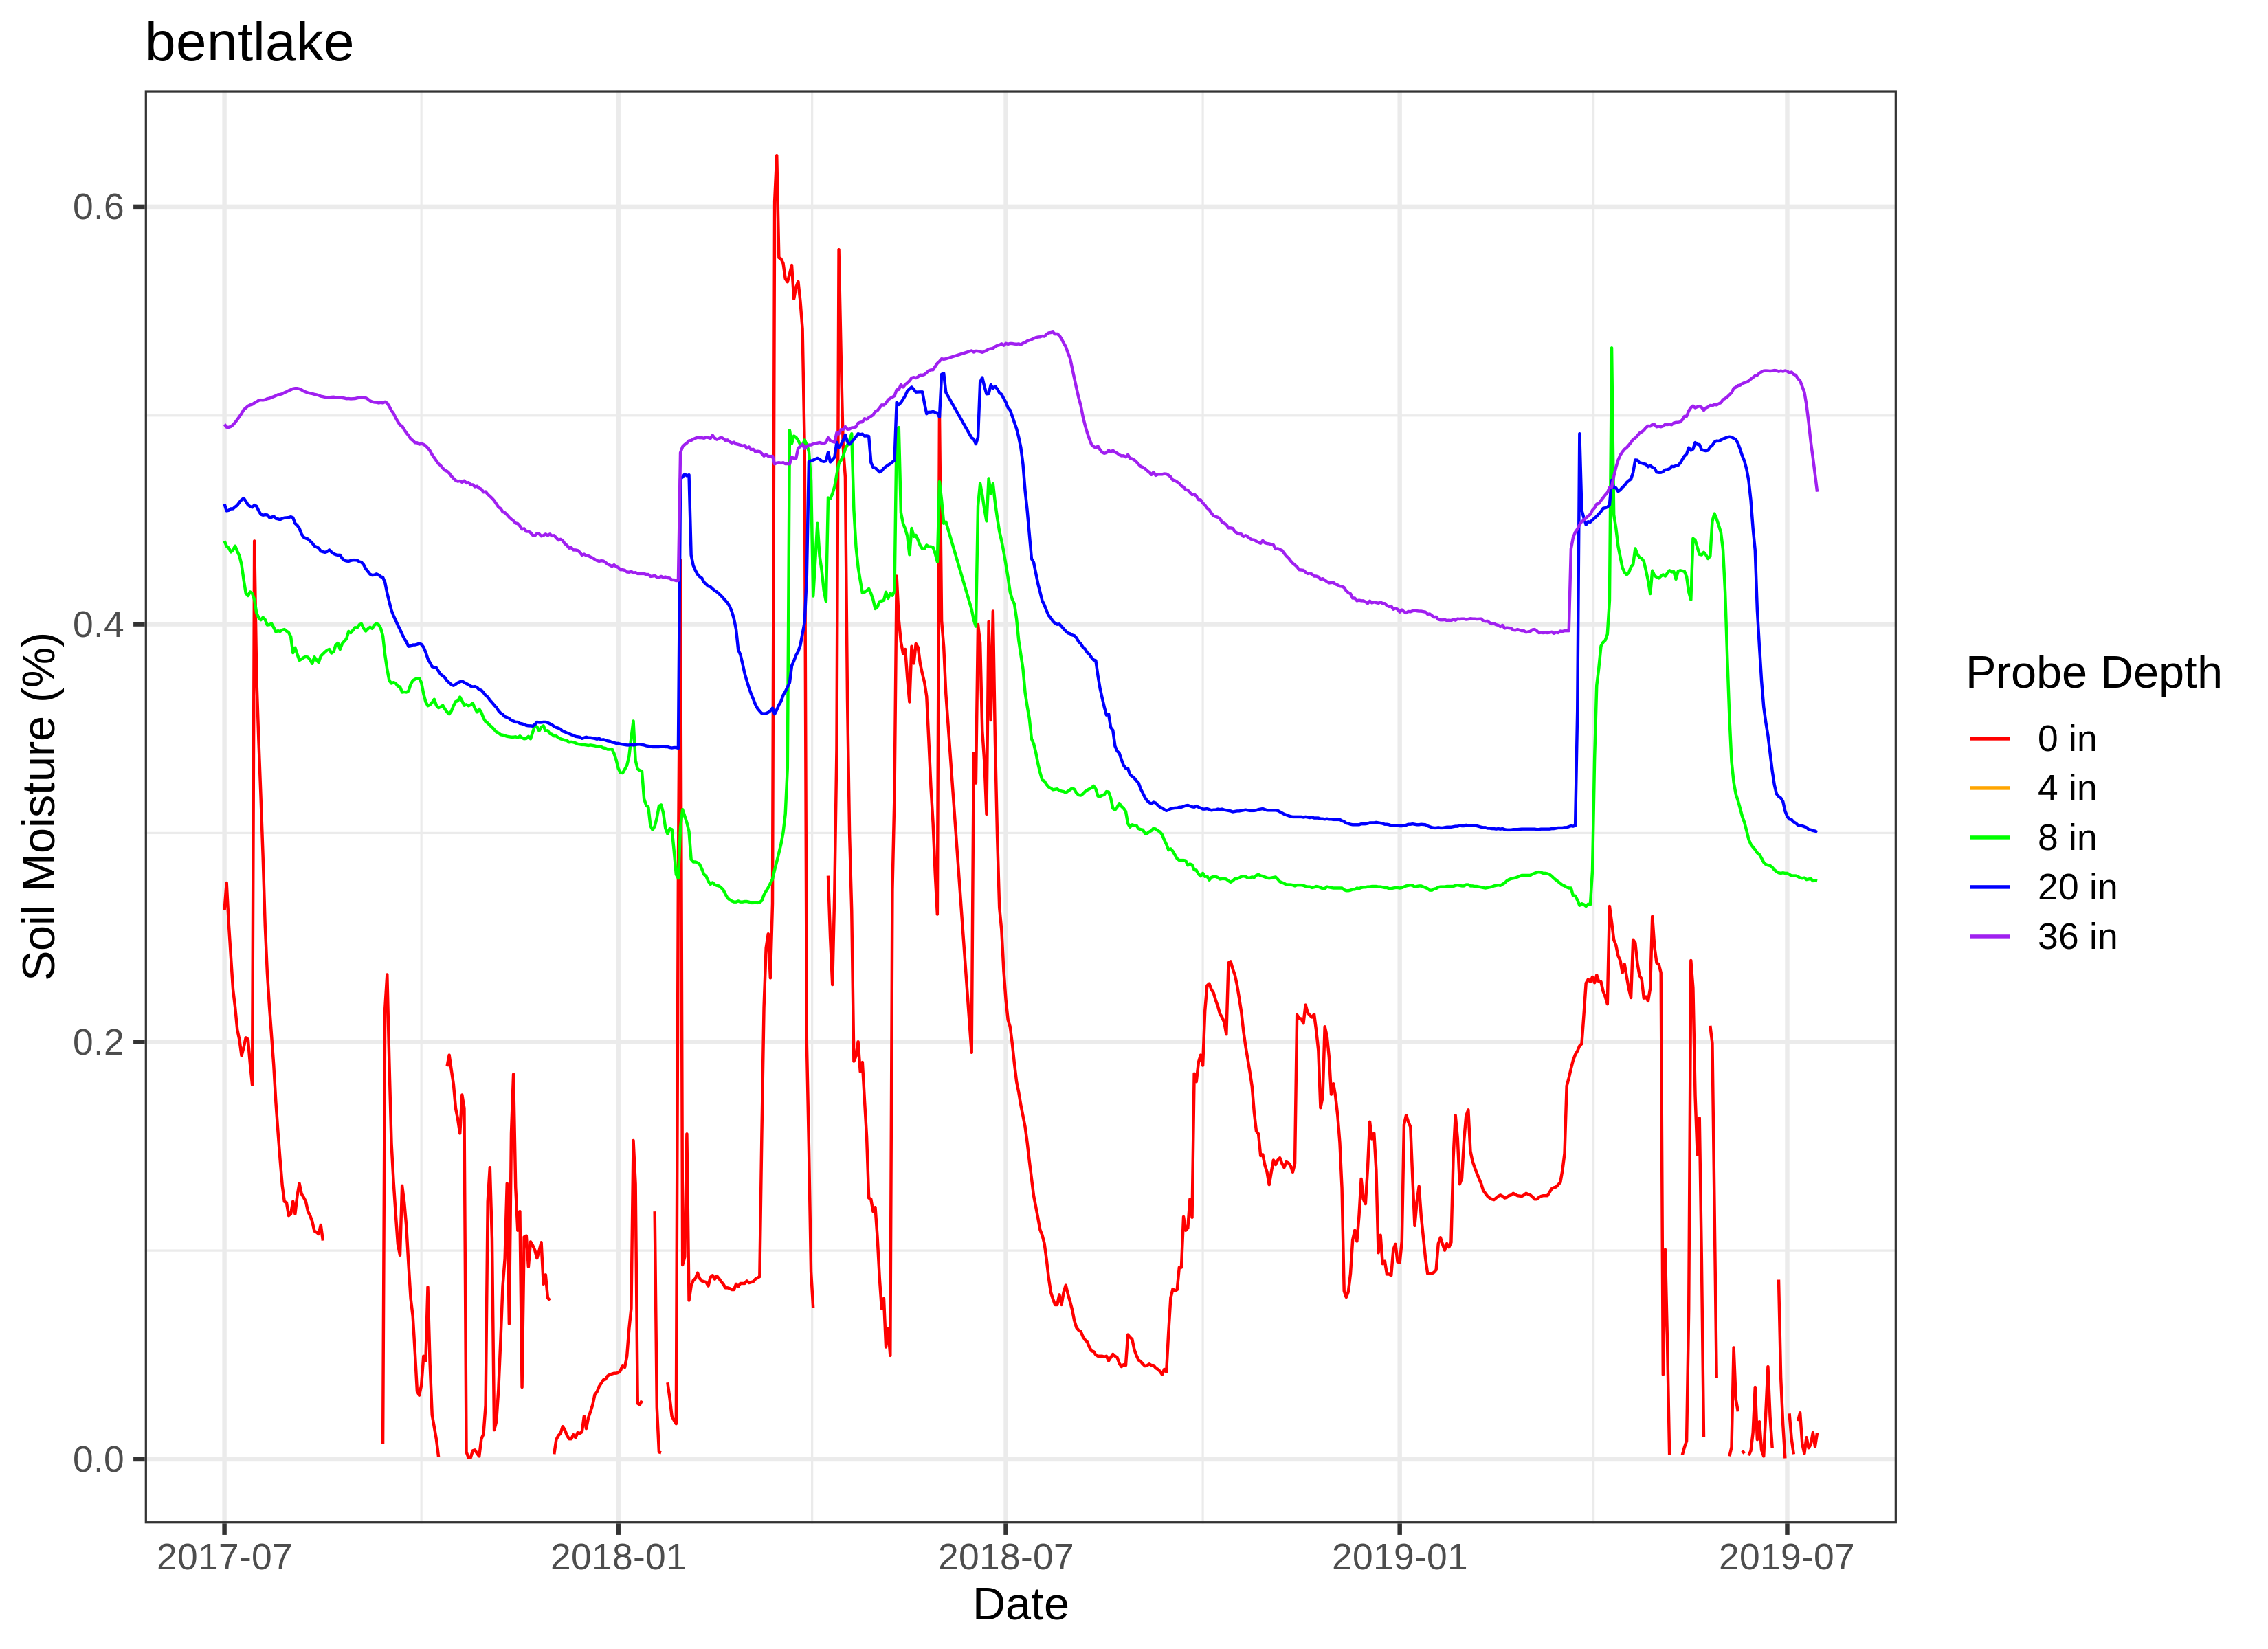 bentlake
0.6
0.4
0.2
0.0
Soil Moisture (%)
2017-07
2018-01
2018-07
2019-01
2019-07
Date
Probe Depth
0 in
4 in
8 in
20 in
36 in